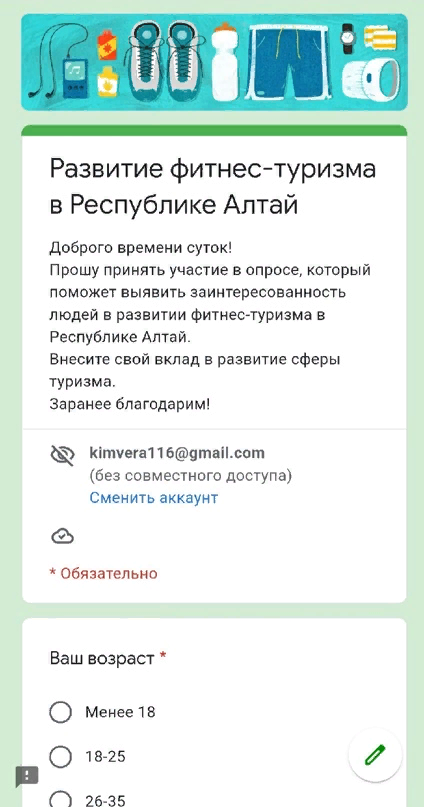 Развитие фитнес-туризма
в Республике Алтай
Доброго времени суток!
Прошу принять участие в опросе, который
поможет выявить заинтересованность
людей в развитии фитнес-туризма в
Республике Алтай.
Внесите свой вклад в развитие сферы
туризма.
Заранее благодарим!
kimvera116@gmail.com
(без совместного доступа)
Сменить аккаунт
* Обязательно
Ваш возраст *
Менее 18
18-25
26-35